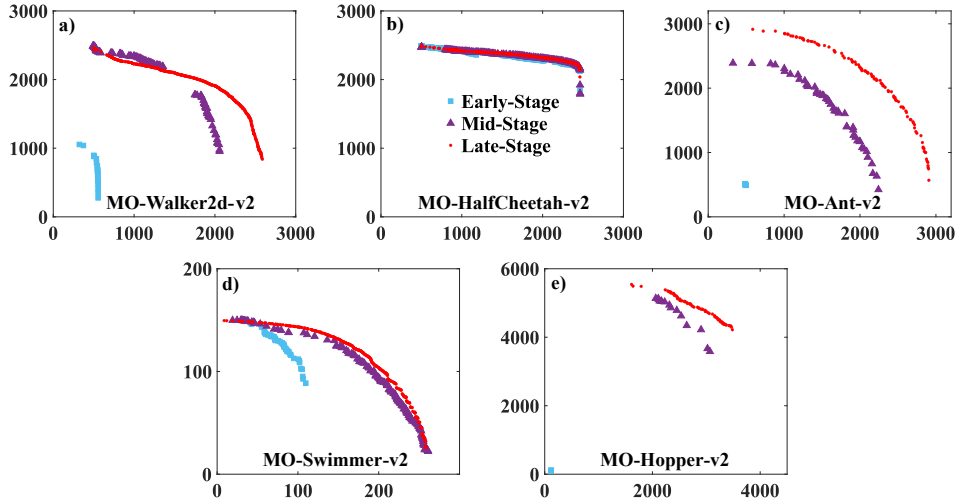 a)
3000
2000
1000
0
MO-Walker2d-v2
0 1000 2000 3000
b)
3000
2000
1000
0
Early-Stage
Mid-Stage
Late-Stage
MO-HalfCheetah-v2
0 1000 2000 3000
c)
3000
2000
1000
0
MO-Ant-v2
0 1000 2000 3000
d)
150
100
0
MO-Swimmer-v2
0 100 200
e)
6000
4000
2000
0
MO-Hopper-v2
0 2000 4000